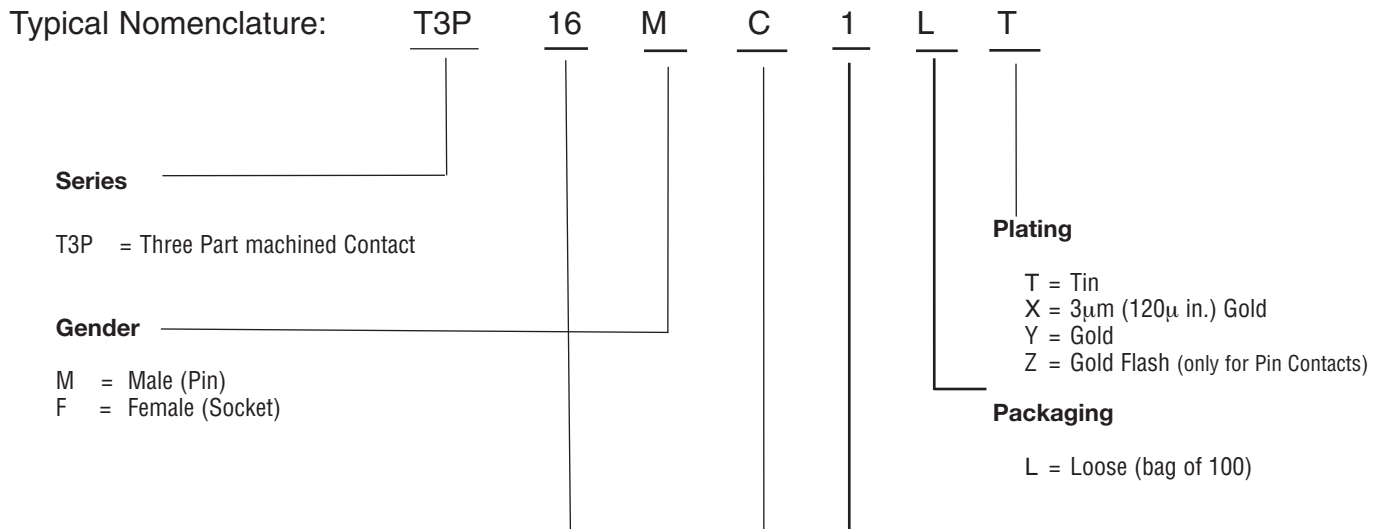 Typical Nomenclature: T3P 16 M C 1 L T
Series
T3P = Three Part machined Contact
Gender
M = Male (Pin)
F = Female (Socket)
Plating
T = Tin
X = 3μm (120μ in.) Gold
Y = Gold
Z = Gold Flash (only for Pin Contacts)
Packaging
L = Loose (bag of 100)